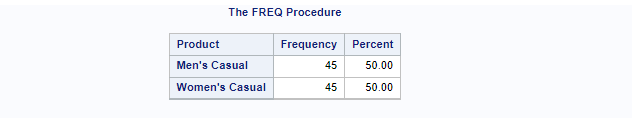 The FREQ Procedure
Product Frequency Percent
Men's Casual 45 50.00
Women's Casual 45 50.00